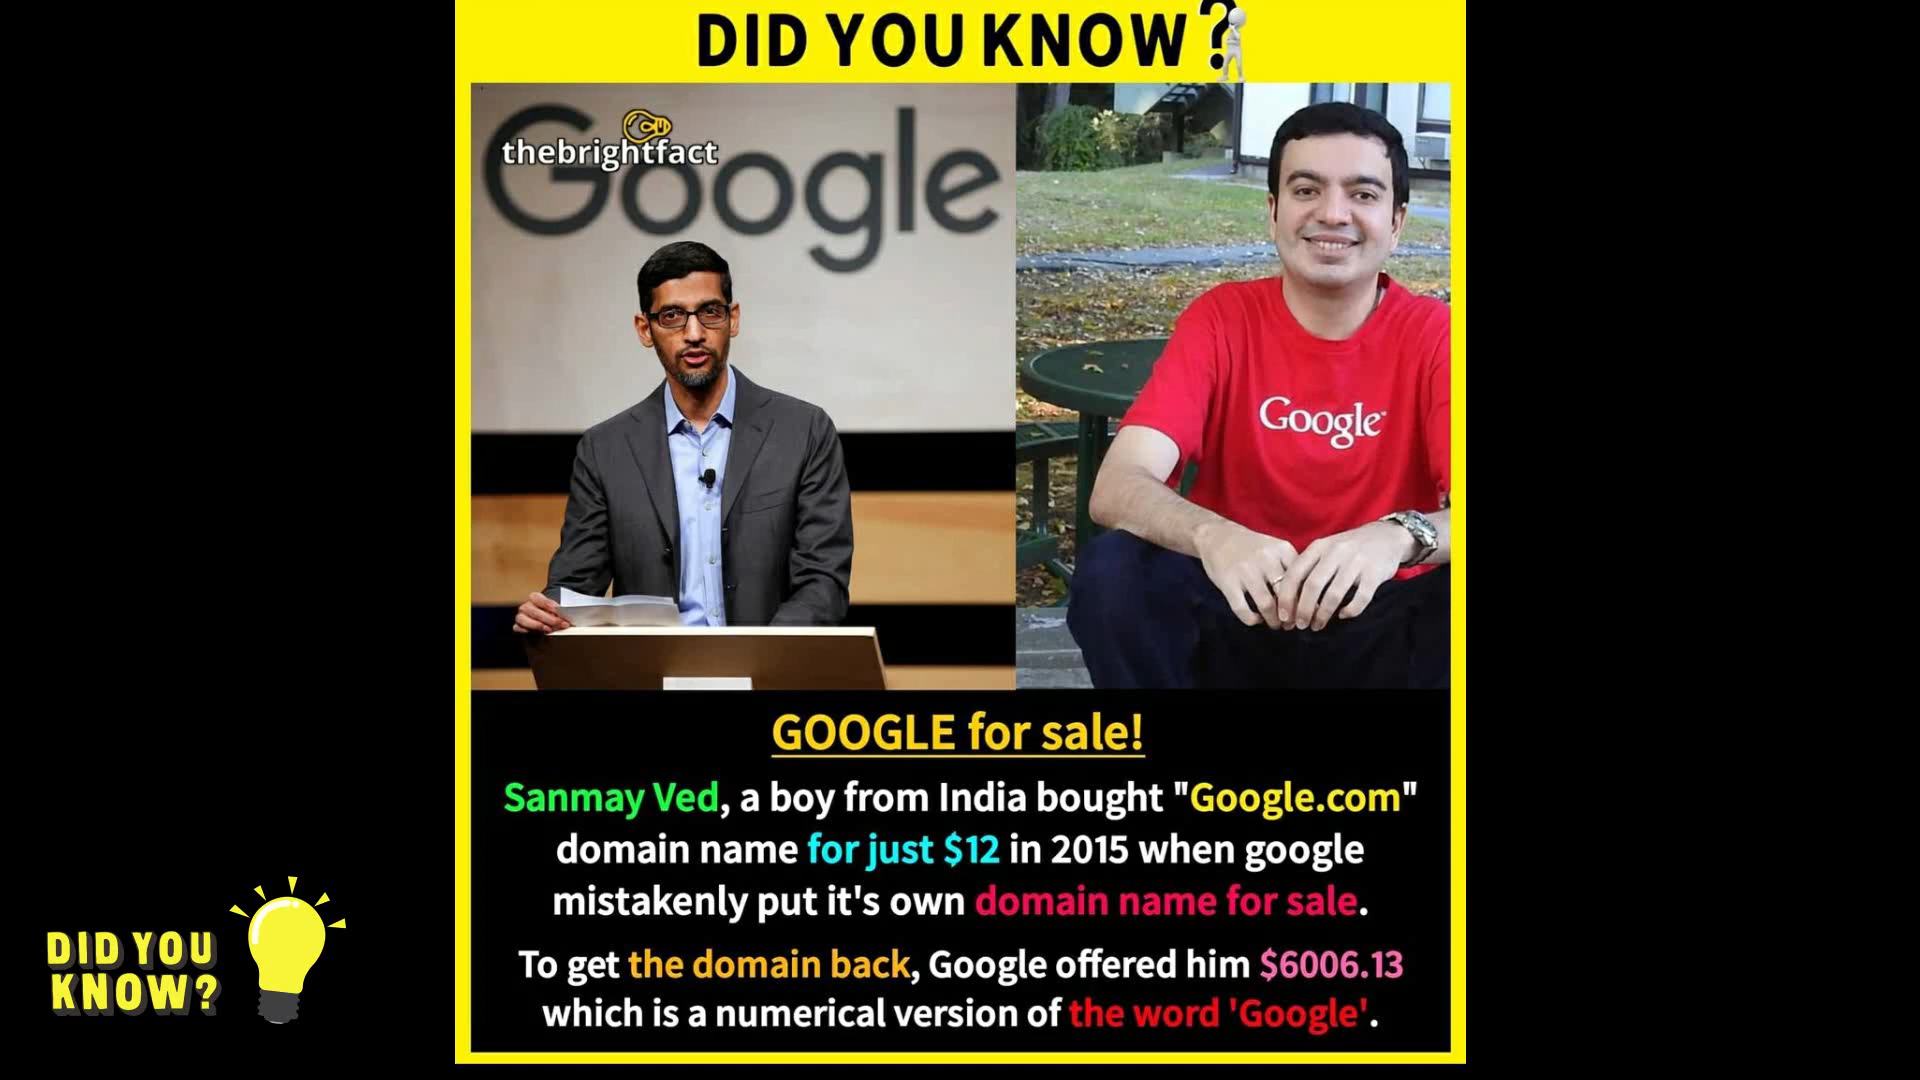 DID YOU KNOW?
Google
thebrightfact
Google
GOOGLE for sale!
Sanmay Ved, a boy from India bought "Google.com"
domain name for just $12 in 2015 when google
mistakenly put it's own domain name for sale.
To get the domain back, Google offered him $6006.13
which is a numerical version of the word 'Google'.
DID YOU
KNOW?